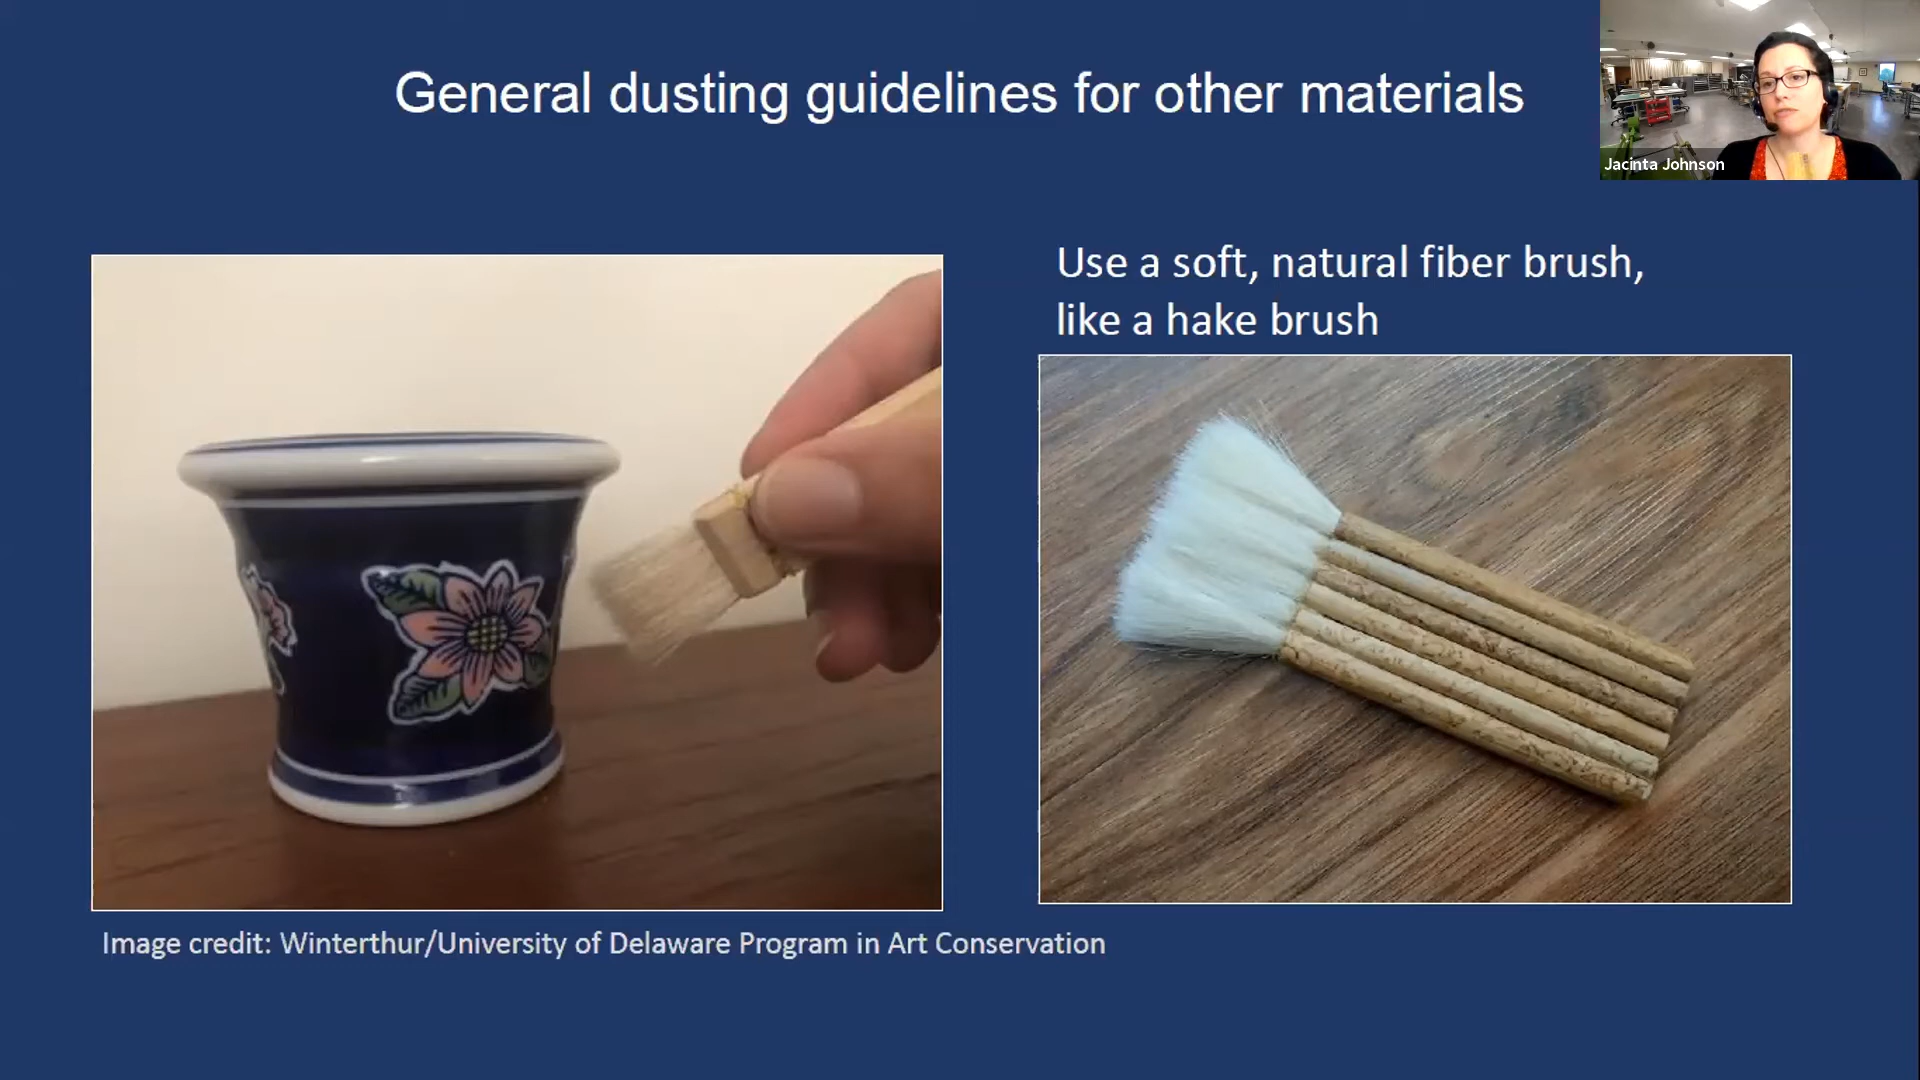 General dusting guidelines for other materials
Jacinta Johnson
Use a soft, natural fiber brush,
like a hake brush
Image credit: Winterthur/University of Delaware Program in Art Conservation